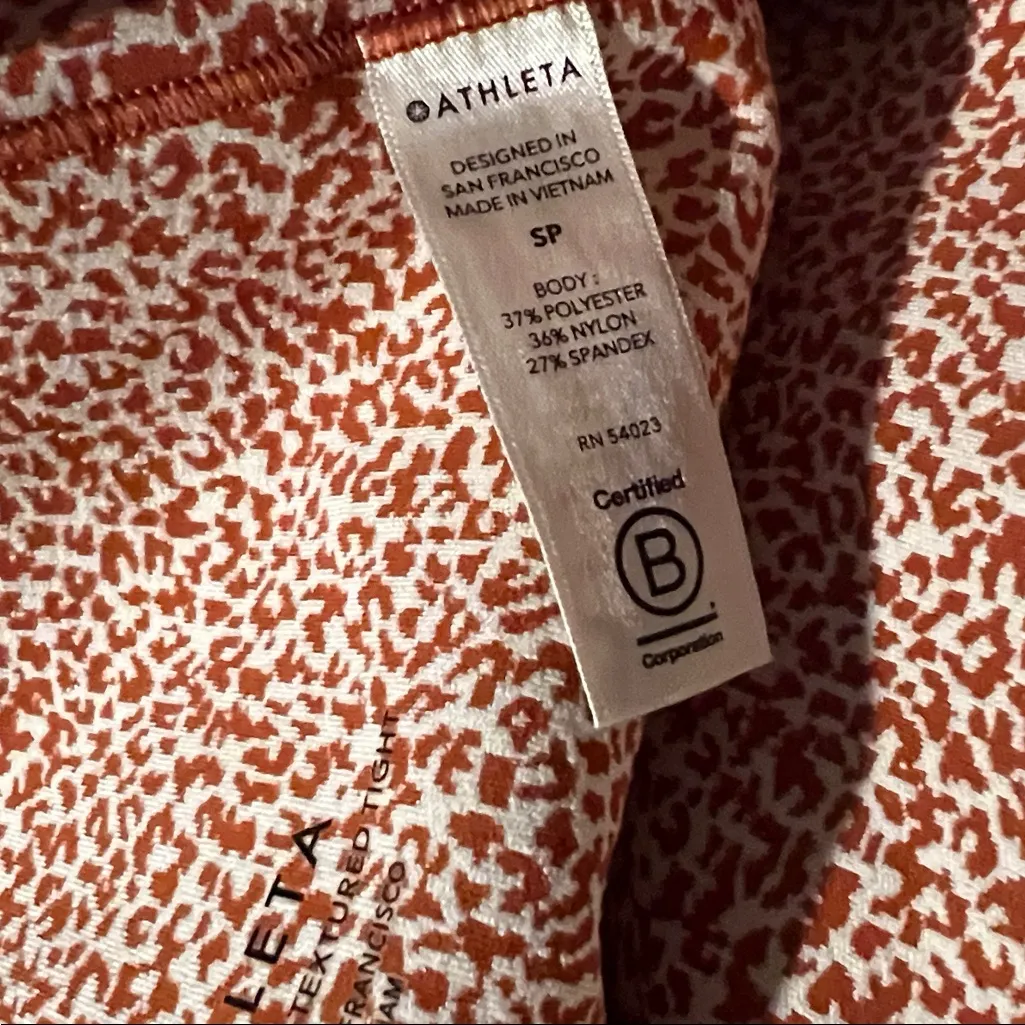 ATHLETA
DESIGNED IN
SAN FRANCISCO
MADE IN VIETNAM
SP
BODY :
37% POLYESTER
36% NYLON
27% SPANDEX
RN 54023
Certified
B
Corporation
LETA
TEXTURED TIGHT
FRANCISCO
AM